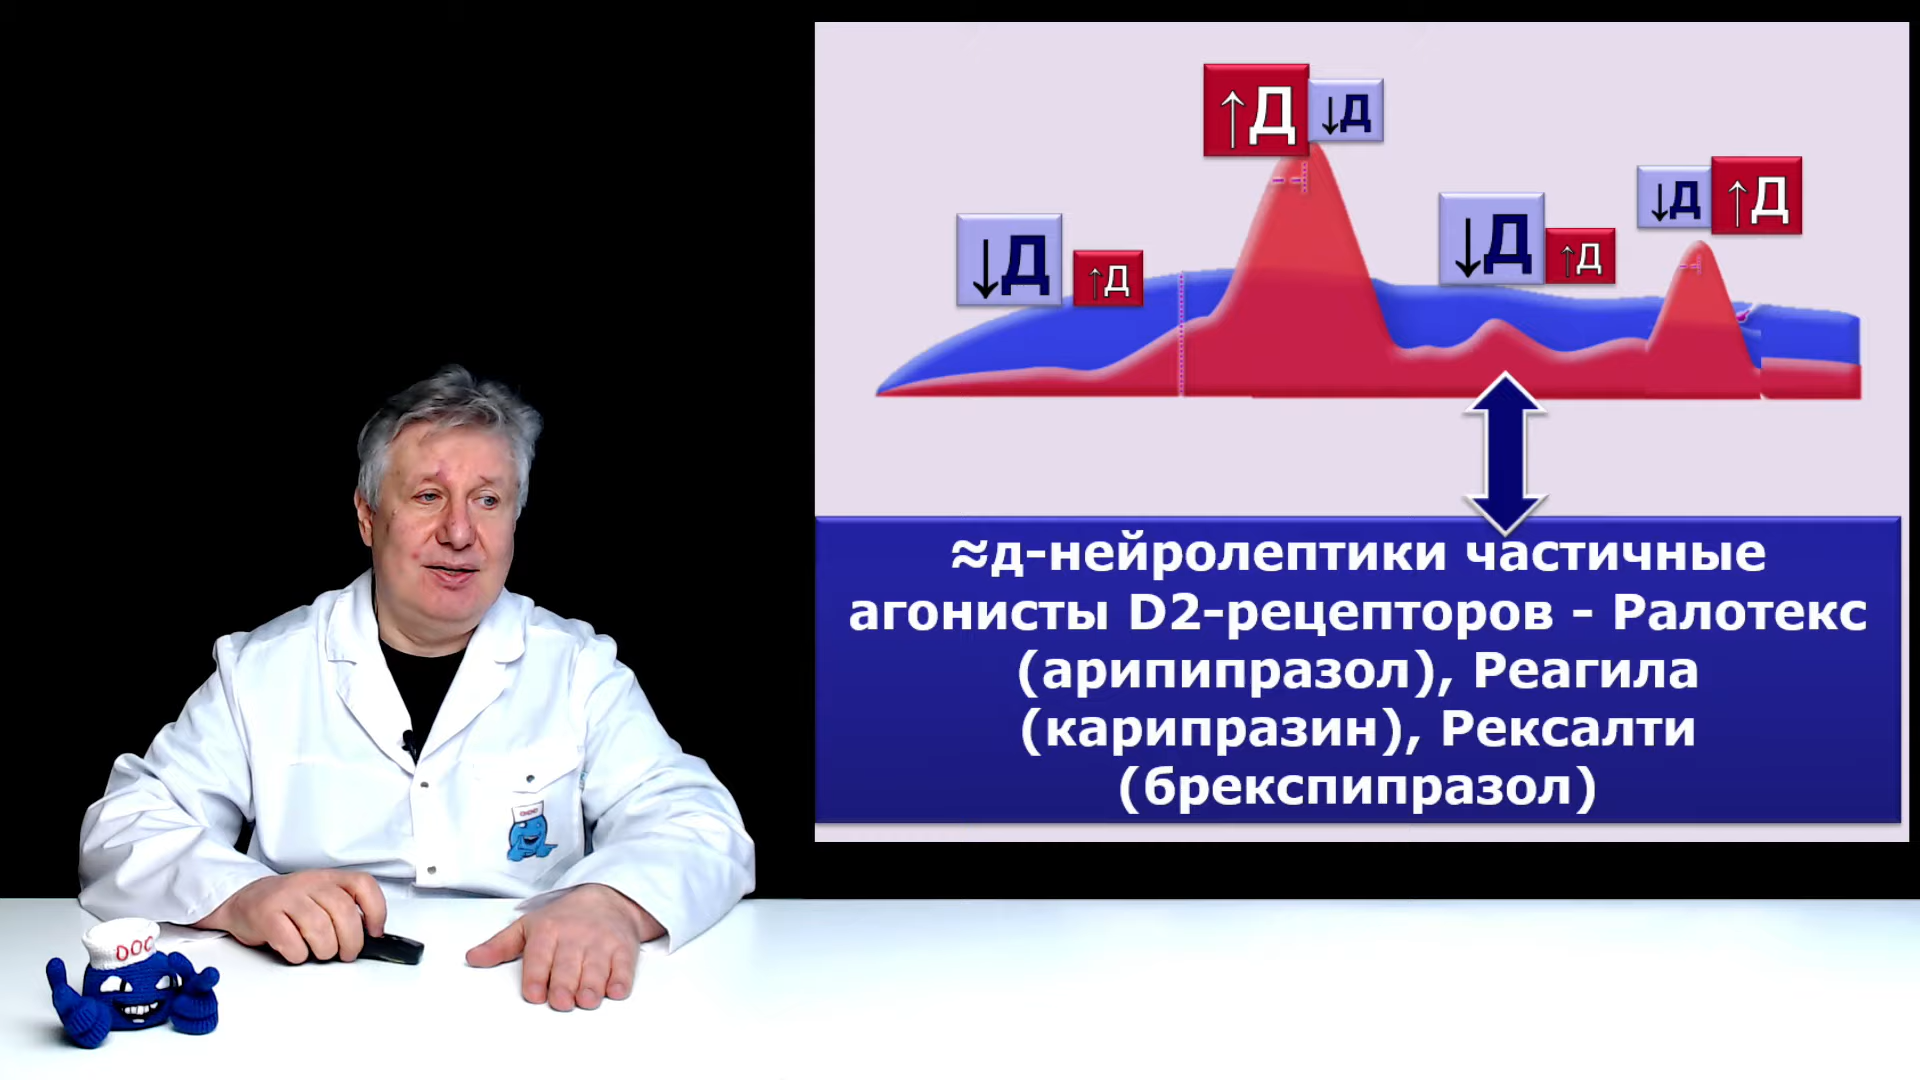 ↑Д ↓Д
↓Д ↑Д
↓Д ↑Д
↓Д ↑Д
≈д-нейролептики частичные
агонисты D2-рецепторов - Ралотекс
(арипипразол), Реагила
(карипразин), Рексалти
(брекспипразол)
DOC